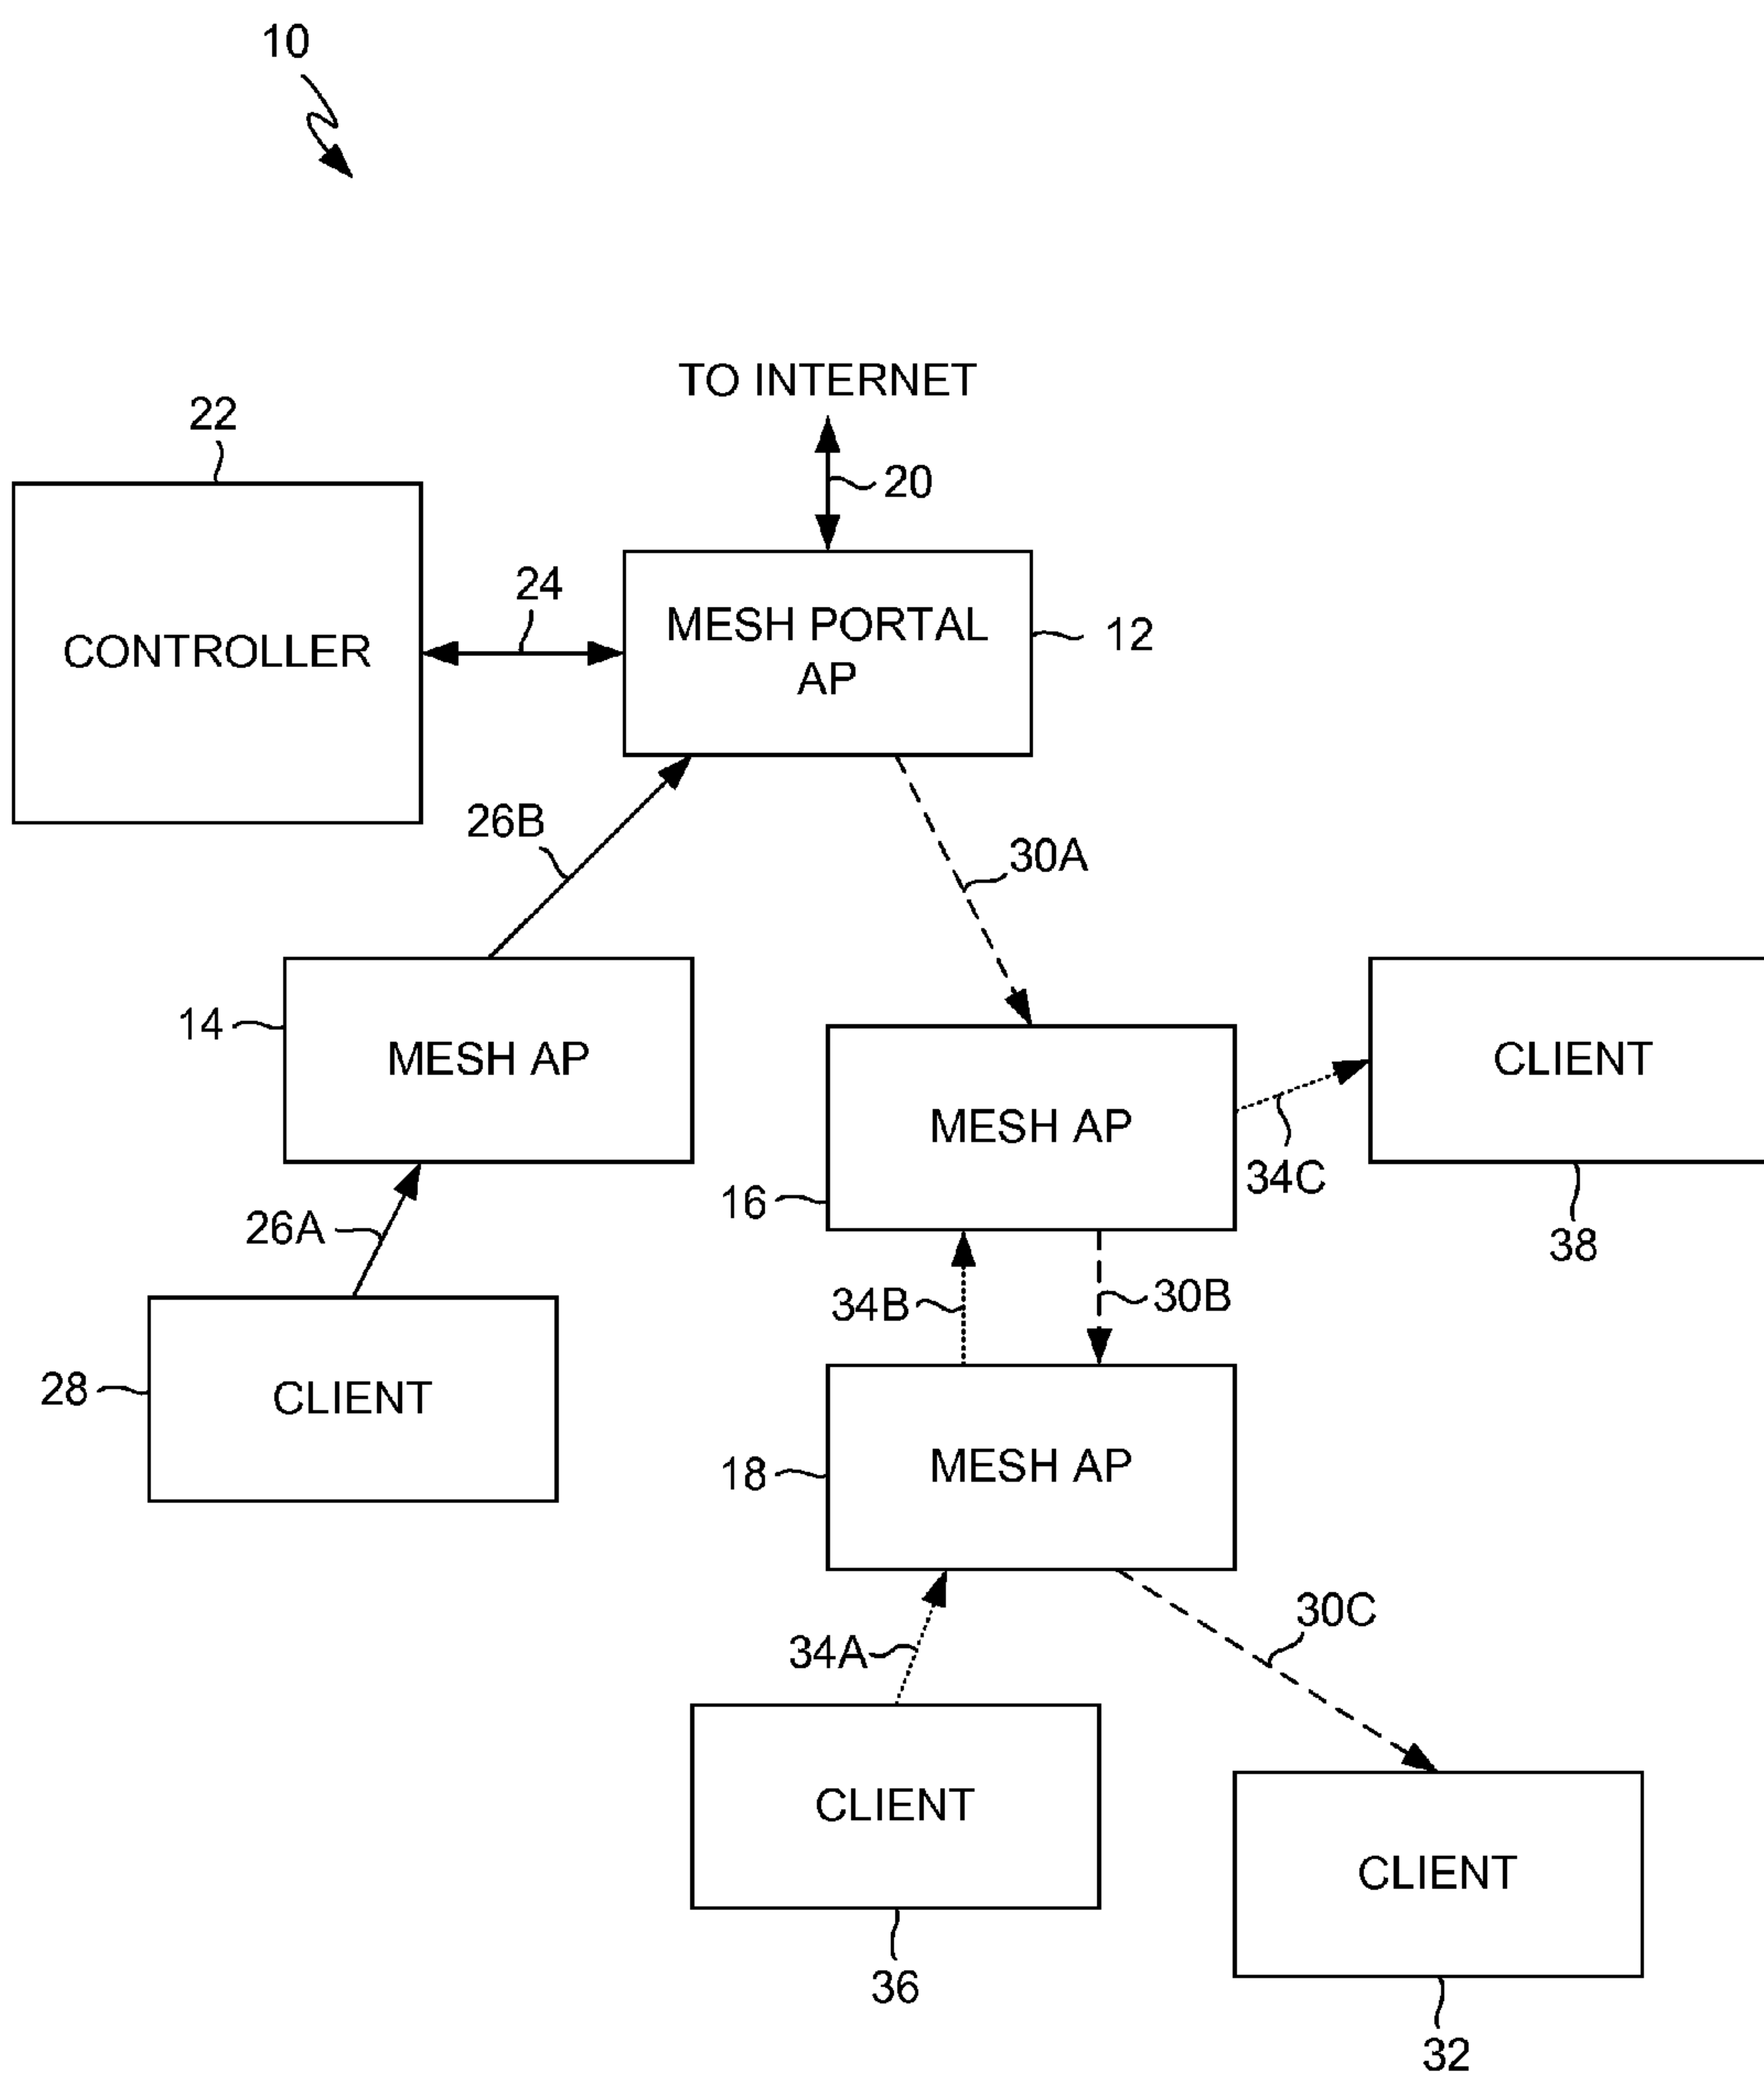 10
TO INTERNET
22
20
24
CONTROLLER
MESH PORTAL
AP
12
26B
30A
14
MESH AP
CLIENT
MESH AP
16
34C
38
26A
34B
30B
28
CLIENT
18
MESH AP
30C
34A
CLIENT
CLIENT
36
32